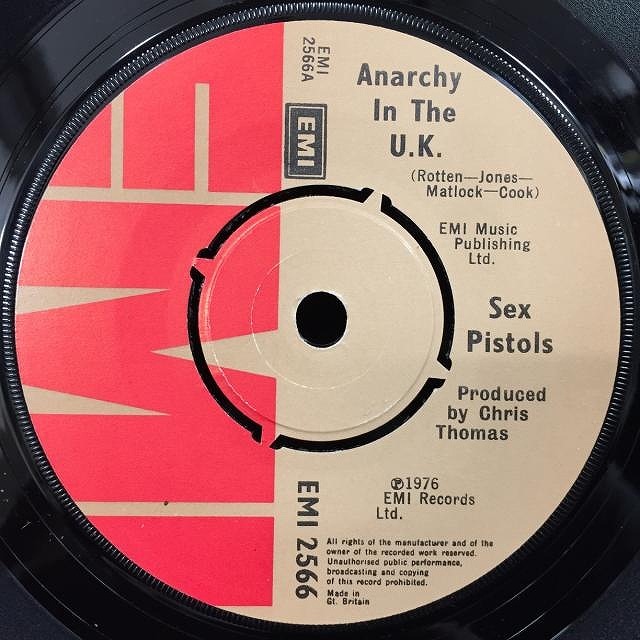 EMI
2566A
EMI
Anarchy
In The
U.K.
(Rotten—Jones—
Matlock—Cook)
EMI Music
Publishing
Ltd.
Sex
Pistols
Produced
by Chris
Thomas
℗1976
EMI Records
Ltd.
EMI 2566
All rights of the manufacturer and of the
owner of the recorded work reserved.
Unauthorised public performance,
broadcasting and copying
of this record prohibited.
Made in
Gt. Britain
EMI